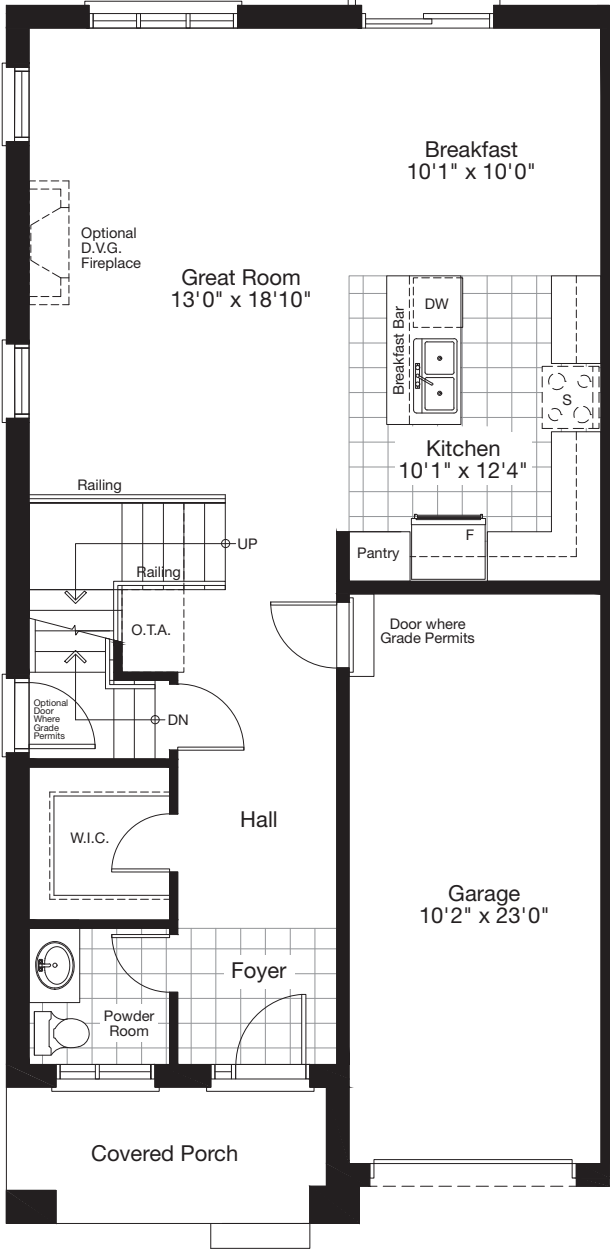 Breakfast
10'1" x 10'0"
Optional
D.V.G.
Fireplace
Great Room
13'0" x 18'10"
DW
Breakfast Bar
S
Kitchen
10'1" x 12'4"
Railing
F
Pantry
UP
Railing
O.T.A.
Door where
Grade Permits
Optional
Door
Where
Grade
Permits
DN
Hall
W.I.C.
Garage
10'2" x 23'0"
Foyer
Powder
Room
Covered Porch